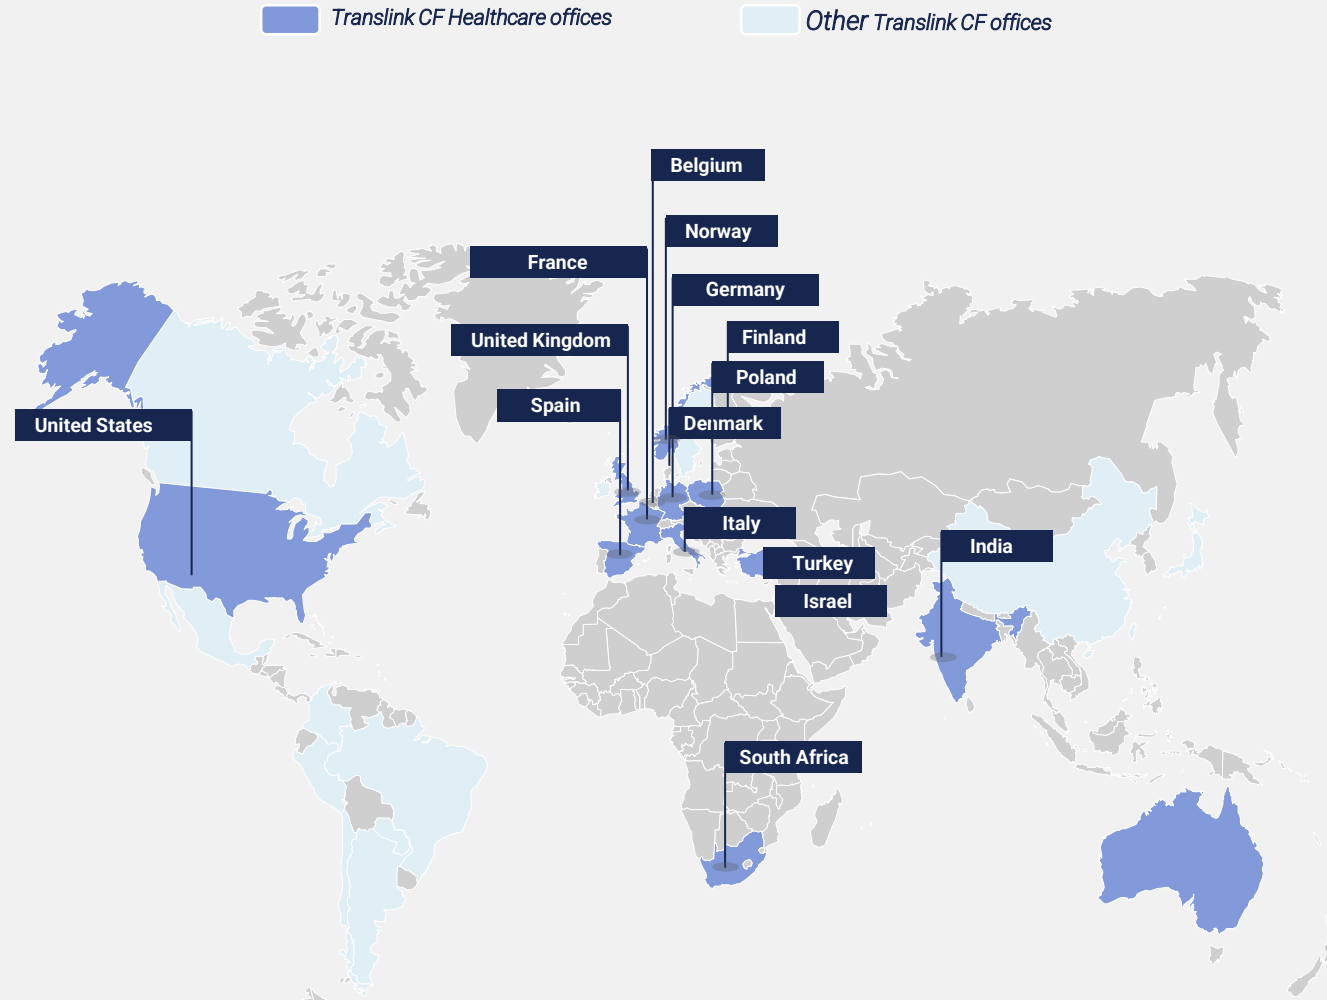 Translink CF Healthcare offices
Other Translink CF offices
Belgium
Norway
France
Germany
United Kingdom
Finland
Poland
Spain
Denmark
United States
Italy
India
Turkey
Israel
South Africa